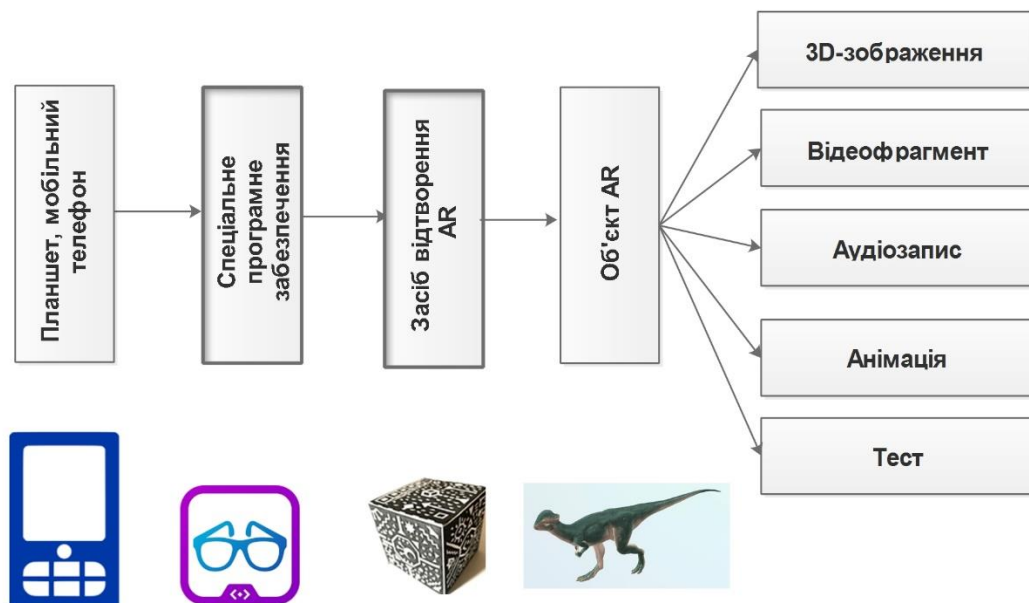 Планшет, мобільний
телефон
Спеціальне
програмне
забезпечення
Засіб відтворення
AR
Об'єкт AR
3D-зображення
Відеофрагмент
Аудіозапис
Анімація
Тест